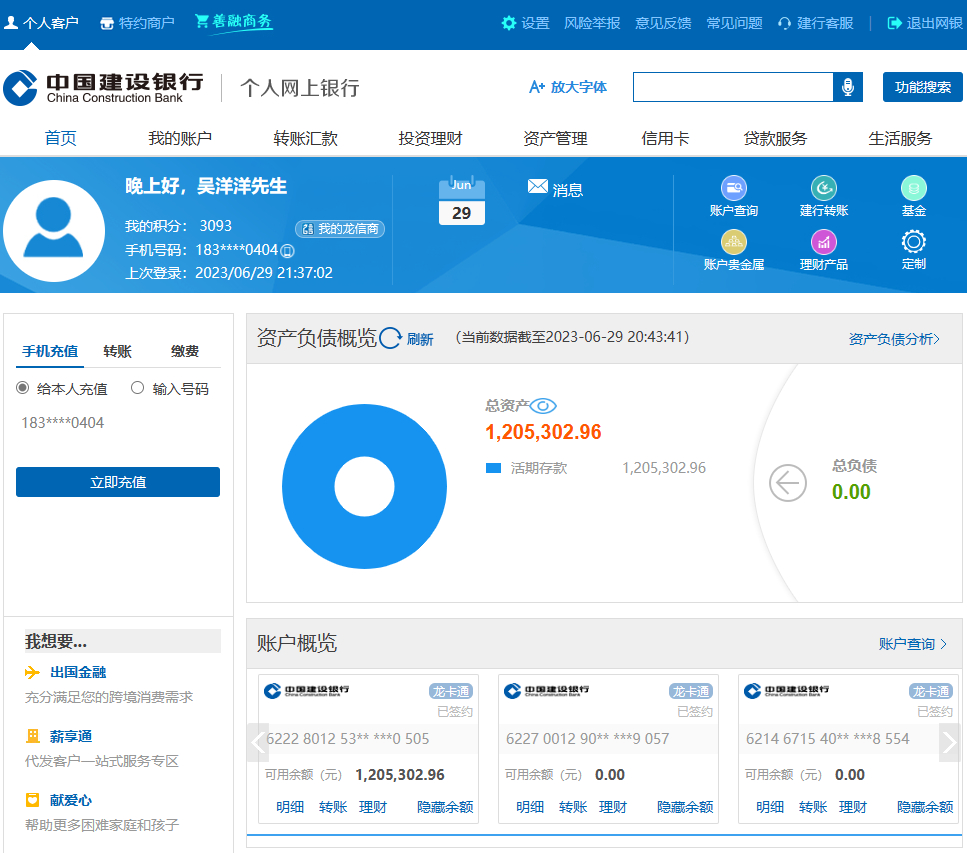 个人客户 特约商户 善融商务 设置 风险举报 意见反馈 常见问题 建行客服 | 退出网银
中国建设银行 China Construction Bank 个人网上银行 A+ 放大字体 功能搜索
首页 我的账户 转账汇款 投资理财 资产管理 信用卡 贷款服务 生活服务
晚上好，吴洋洋先生
我的积分： 3093 我的龙信商
手机号码： 183****0404
上次登录： 2023/06/29 21:37:02
Jun
29
消息
账户查询 建行转账 基金
账户贵金属 理财产品 定制
手机充值 转账 缴费
给本人充值 输入号码
183****0404
立即充值
资产负债概览 刷新 （当前数据截至2023-06-29 20:43:41） 资产负债分析>
总资产
1,205,302.96
活期存款 1,205,302.96
总负债
0.00
我想要...
出国金融
充分满足您的跨境消费需求
薪享通
代发客户一站式服务专区
献爱心
帮助更多困难家庭和孩子
账户概览 账户查询 >
中国建设银行 China Construction Bank 龙卡通
已签约
6222 8012 53** ***0 505
可用余额（元） 1,205,302.96
明细 转账 理财 隐藏余额
中国建设银行 China Construction Bank 龙卡通
已签约
6227 0012 90** ***9 057
可用余额（元） 0.00
明细 转账 理财 隐藏余额
中国建设银行 China Construction Bank 龙卡通
已签约
6214 6715 40** ***8 554
可用余额（元） 0.00
明细 转账 理财 隐藏余额